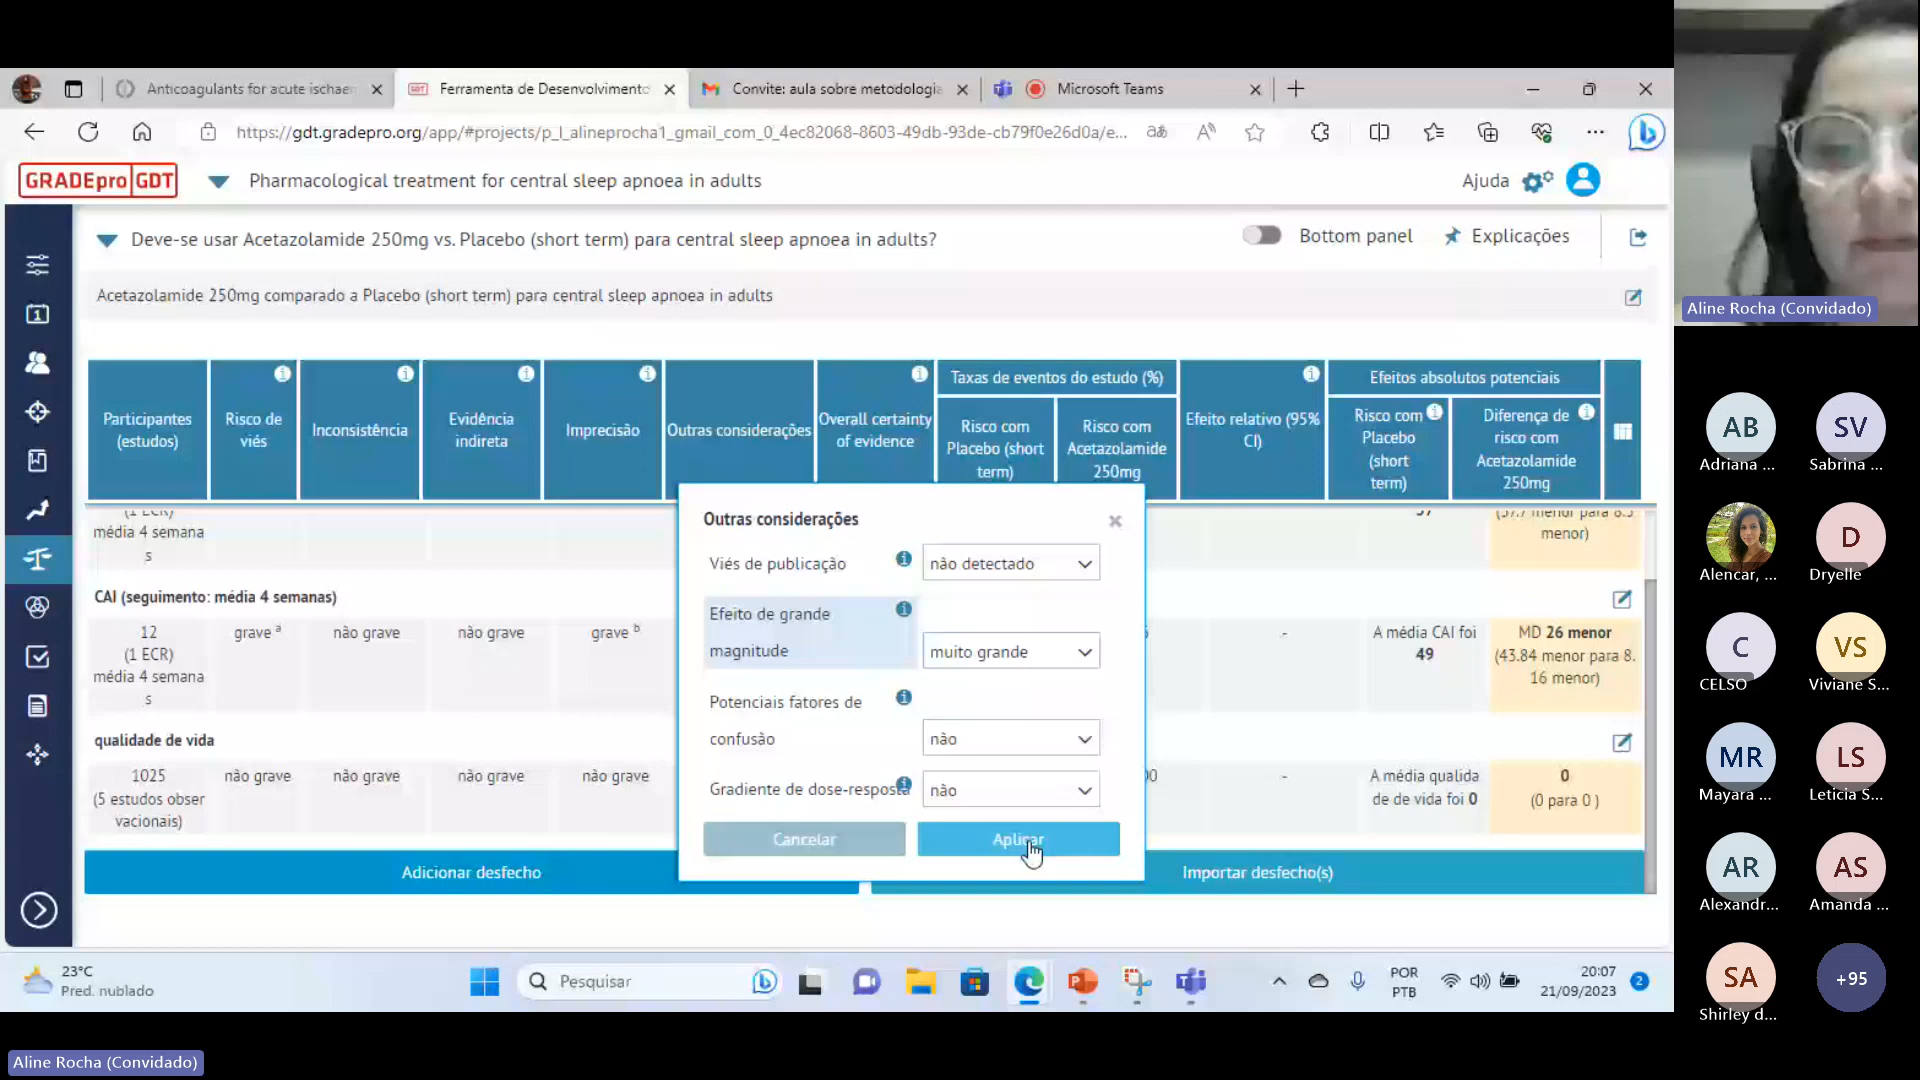 Anticoagulants for acute ischaem
Ferramenta de Desenvolvimento
Convite: aula sobre metodologia
Microsoft Teams
https://gdt.gradepro.org/app/#projects/p_l_alineprocha1_gmail_com_0_4ec82068-8603-49db-93de-cb79f0e26d0a/e...
GRADEpro GDT
Pharmacological treatment for central sleep apnoea in adults
Ajuda
Deve-se usar Acetazolamide 250mg vs. Placebo (short term) para central sleep apnoea in adults?
Bottom panel
Explicações
Acetazolamide 250mg comparado a Placebo (short term) para central sleep apnoea in adults
Participantes
(estudos)
Risco de
viés
Inconsistência
Evidência
indireta
Imprecisão
Outras considerações
Overall certainty
of evidence
Taxas de eventos do estudo (%)
Risco com
Placebo (short
term)
Risco com
Acetazolamide
250mg
Efeito relativo (95%
CI)
Efeitos absolutos potenciais
Risco com
Placebo
(short
term)
Diferença de
risco com
Acetazolamide
250mg
(1 ECR)
média 4 semana
s
menor)
CAI (seguimento: média 4 semanas)
12
(1 ECR)
média 4 semana
s
grave a
não grave
não grave
grave b
-
A média CAI foi
49
MD 26 menor
(43.84 menor para 8.
16 menor)
qualidade de vida
1025
(5 estudos obser
vacionais)
não grave
não grave
não grave
não grave
-
A média qualida
de de vida foi 0
0
(0 para 0 )
Outras considerações
Viés de publicação
não detectado
Efeito de grande
magnitude
muito grande
Potenciais fatores de
confusão
não
Gradiente de dose-resposta
não
Cancelar
Aplicar
Adicionar desfecho
Importar desfecho(s)
23°C
Pred. nublado
Pesquisar
POR
PTB
20:07
21/09/2023
2
Aline Rocha (Convidado)
Aline Rocha (Convidado)
AB
Adriana ...
SV
Sabrina ...
Alencar, ...
D
Dryelle
C
CELSO
VS
Viviane S...
MR
Mayara ...
LS
Leticia S...
AR
Alexandr...
AS
Amanda ...
SA
Shirley d...
+95